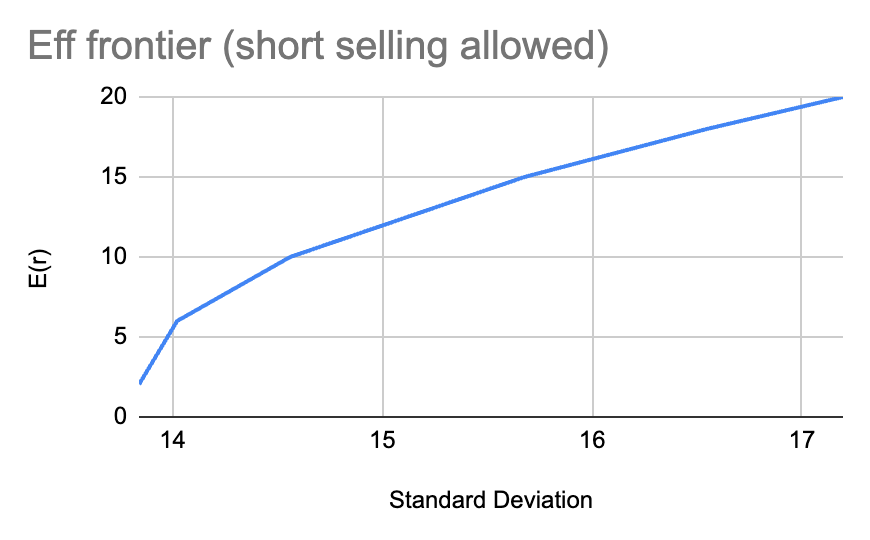 Eff frontier (short selling allowed)
20
15
10
5
0
E(r)
14 15 16 17
Standard Deviation